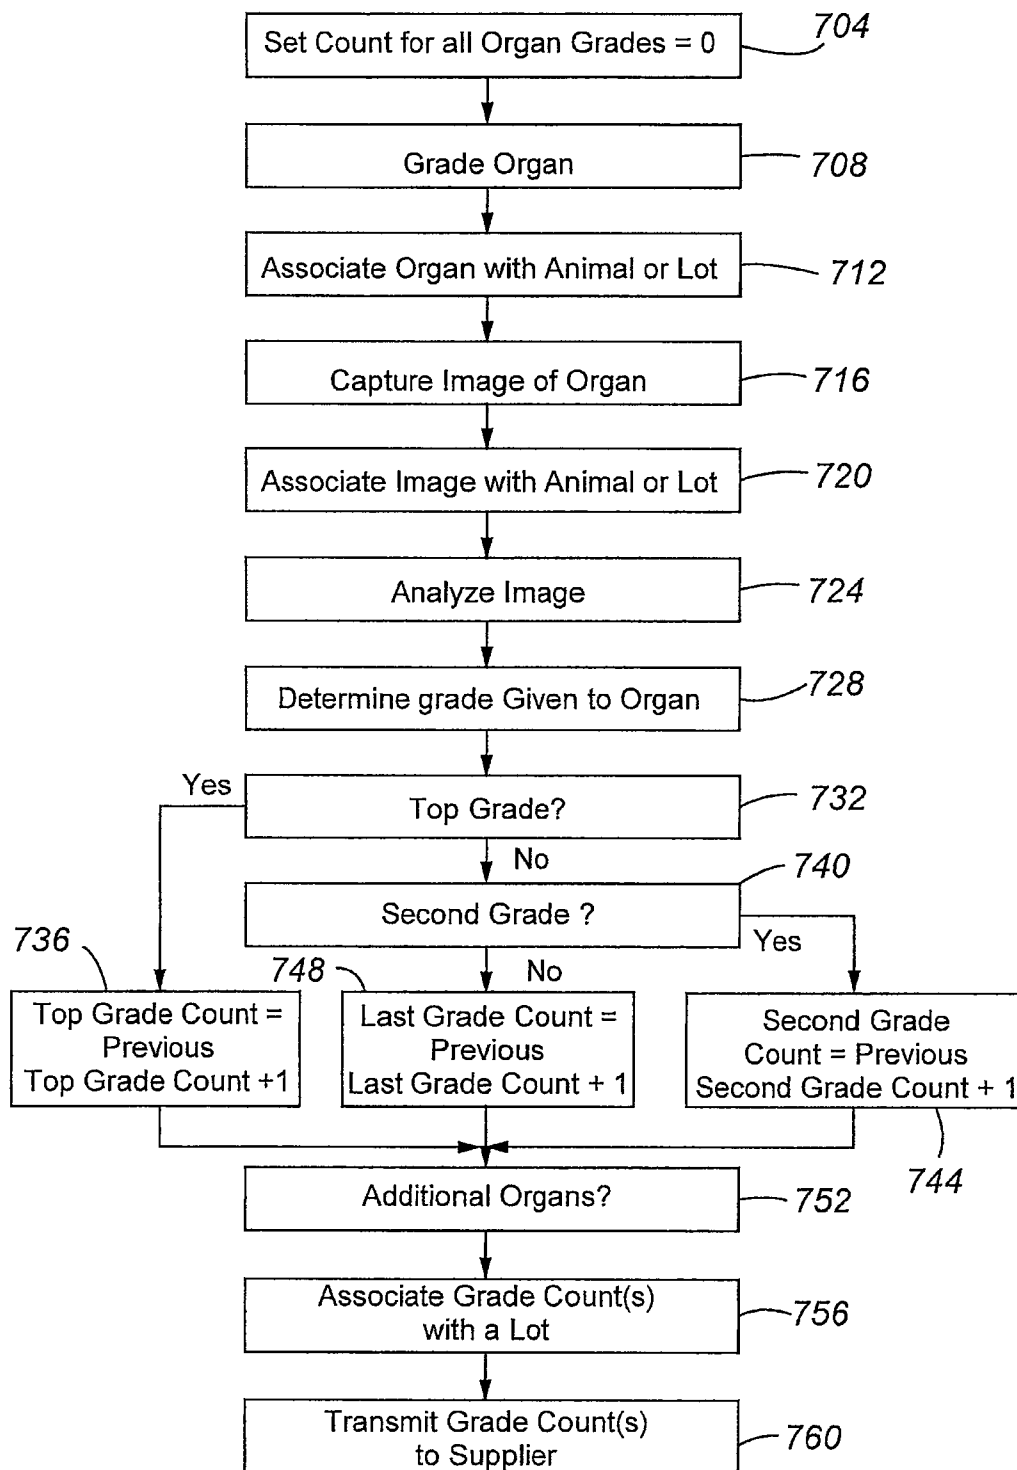 Set Count for all Organ Grades = 0
704
Grade Organ
708
Associate Organ with Animal or Lot
712
Capture Image of Organ
716
Associate Image with Animal or Lot
720
Analyze Image
724
Determine grade Given to Organ
728
Yes
Top Grade?
732
No
740
Second Grade ?
Yes
736
748
No
Top Grade Count =
Previous
Top Grade Count +1
Last Grade Count =
Previous
Last Grade Count + 1
Second Grade
Count = Previous
Second Grade Count + 1
744
Additional Organs?
752
Associate Grade Count(s)
with a Lot
756
Transmit Grade Count(s)
to Supplier
760